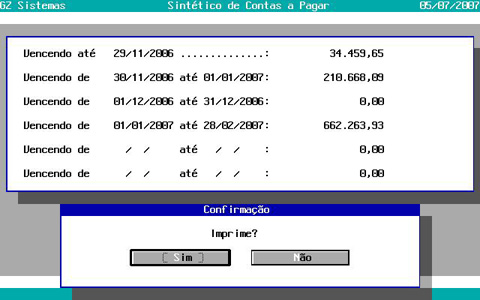 GZ Sistemas Sintético de Contas a Pagar 05/07/2007
Vencendo até 29/11/2006 ..............: 34.459,65
Vencendo de 30/11/2006 até 01/01/2007: 210.668,09
Vencendo de 01/12/2006 até 31/12/2006: 0,00
Vencendo de 01/01/2007 até 28/02/2007: 662.263,93
Vencendo de / / até / / : 0,00
Vencendo de / / até / / : 0,00
Confirmação
Imprime?
[ Sim ] Não